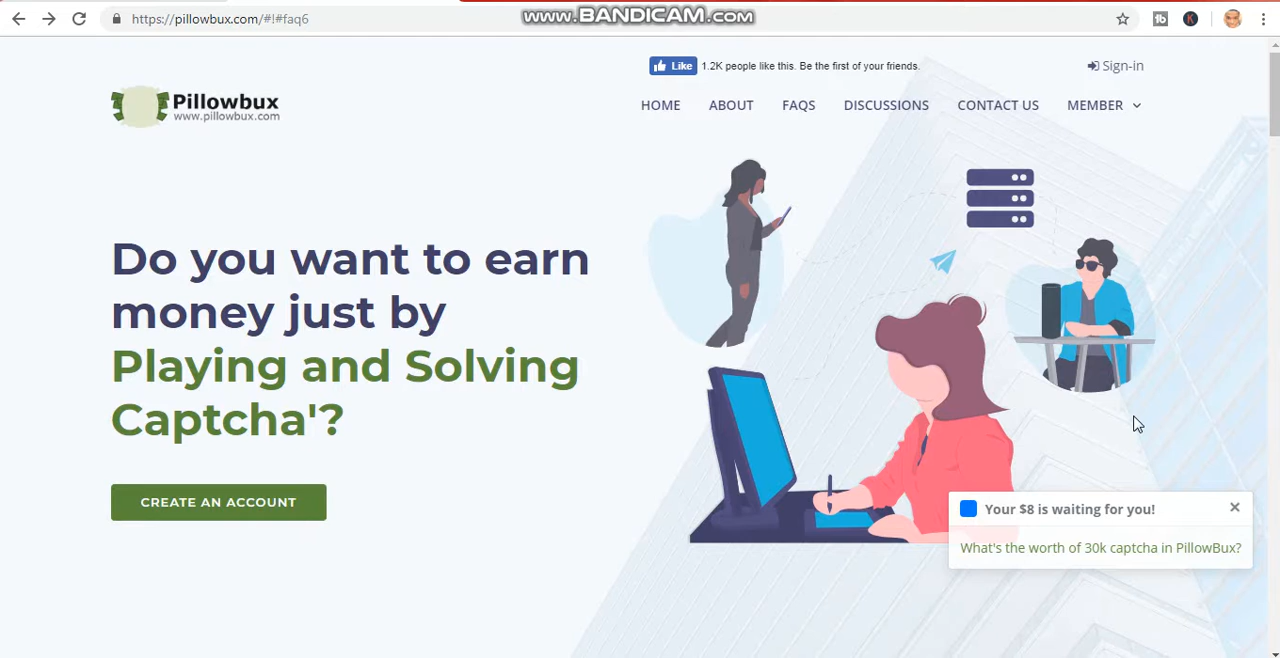 https://pillowbux.com/#!#faq6
www.BANDICAM.com
Like 1.2K people like this. Be the first of your friends.
Sign-in
Pillowbux
www.pillowbux.com
HOME ABOUT FAQS DISCUSSIONS CONTACT US MEMBER
Do you want to earn
money just by
Playing and Solving
Captcha'?
CREATE AN ACCOUNT
Your $8 is waiting for you!
What's the worth of 30k captcha in PillowBux?